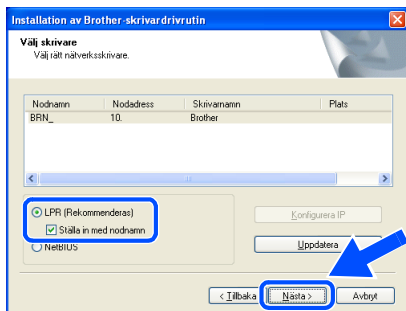 Installation av Brother-skrivardrivrutin
Välj skrivare
Välj rätt nätverksskrivare.
Nodnamn Nodadress Skrivarnamn Plats
BRN_ 10. Brother
LPR (Rekommenderas)
Ställa in med nodnamn
NetBIOS
Konfigurera IP
Uppdatera
< Tillbaka Nästa > Avbryt